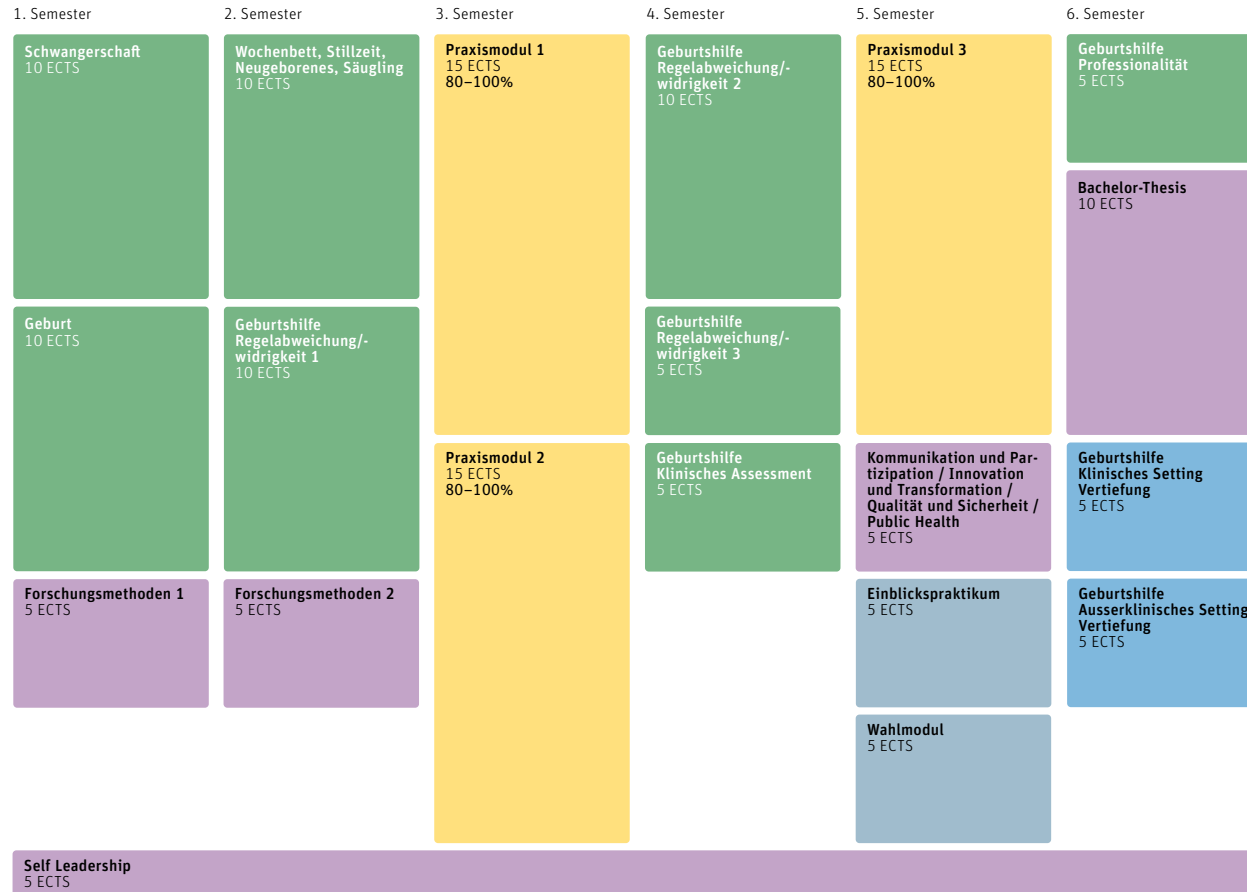 1. Semester
2. Semester
3. Semester
4. Semester
5. Semester
6. Semester
Schwangerschaft
10 ECTS
Geburt
10 ECTS
Forschungsmethoden 1
5 ECTS
Wochenbett, Stillzeit,
Neugeborenes, Säugling
10 ECTS
Geburtshilfe
Regelabweichung/-
widrigkeit 1
10 ECTS
Forschungsmethoden 2
5 ECTS
Praxismodul 1
15 ECTS
80–100%
Praxismodul 2
15 ECTS
80–100%
Geburtshilfe
Regelabweichung/-
widrigkeit 2
10 ECTS
Geburtshilfe
Regelabweichung/-
widrigkeit 3
5 ECTS
Geburtshilfe
Klinisches Assessment
5 ECTS
Praxismodul 3
15 ECTS
80–100%
Kommunikation und Par-
tizipation / Innovation
und Transformation /
Qualität und Sicherheit /
Public Health
5 ECTS
Einblickspraktikum
5 ECTS
Wahlmodul
5 ECTS
Geburtshilfe
Professionalität
5 ECTS
Bachelor-Thesis
10 ECTS
Geburtshilfe
Klinisches Setting
Vertiefung
5 ECTS
Geburtshilfe
Ausserklinisches Setting
Vertiefung
5 ECTS
Self Leadership
5 ECTS